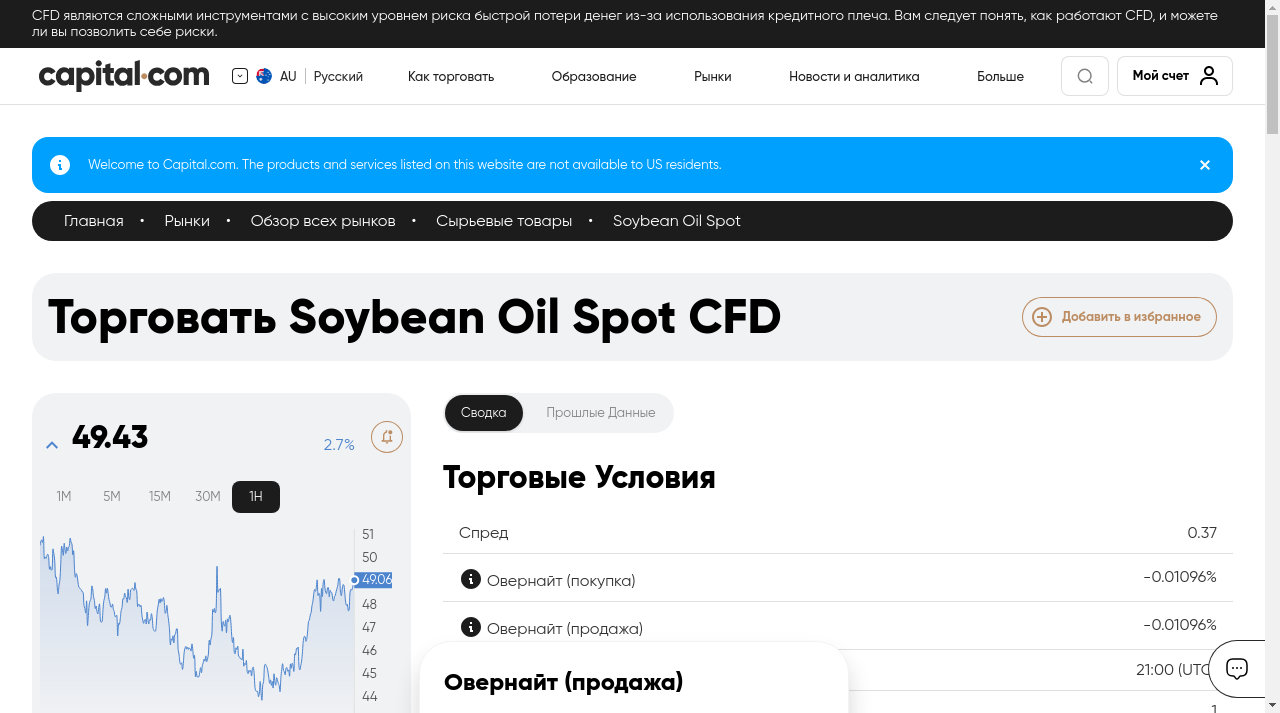 CFD являются сложными инструментами с высоким уровнем риска быстрой потери денег из-за использования кредитного плеча. Вам следует понять, как работают CFD, и можете
ли вы позволить себе риски.
capital.com AU Русский Как торговать Образование Рынки Новости и аналитика Больше Мой счет
Welcome to Capital.com. The products and services listed on this website are not available to US residents.
Главная • Рынки • Обзор всех рынков • Сырьевые товары • Soybean Oil Spot
Торговать Soybean Oil Spot CFD
Добавить в избранное
49.43
2.7%
1M 5M 15M 30M 1H
51
50
49.06
48
47
46
45
44
Сводка Прошлые Данные
Торговые Условия
Спред 0.37
Овернайт (покупка) -0.01096%
Овернайт (продажа) -0.01096%
21:00 (UTC
1
Овернайт (продажа)